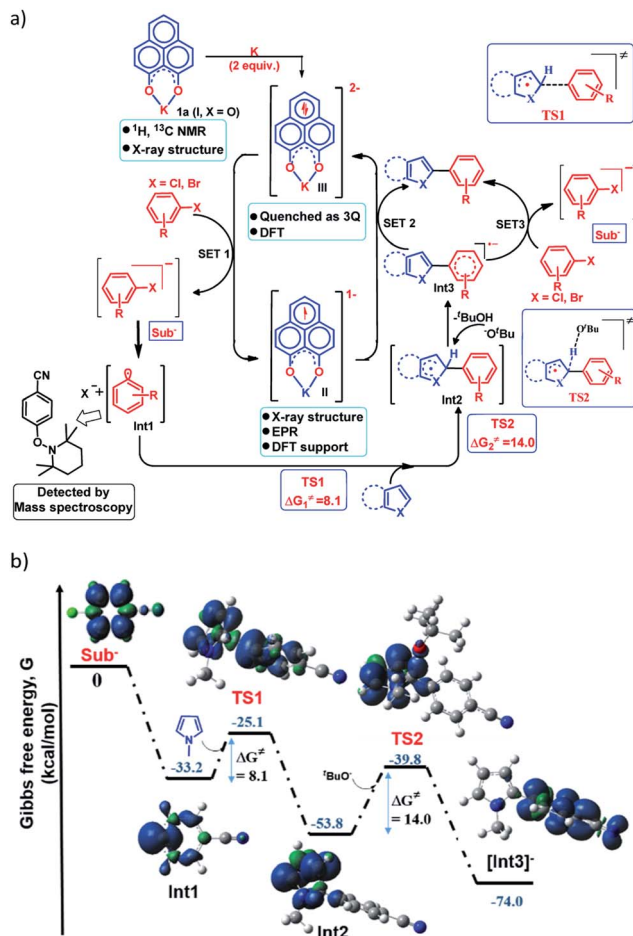 a)
K
(2 equiv.)
O O
K
1a (I, X = O)
● ¹H, ¹³C NMR
● X-ray structure
2-
O O
K III
● Quenched as 3Q
● DFT
X = Cl, Br
X
R
SET 1
SET 2
SET3
X
R
X
R
Int3
H
X
R
TS1
≠
X
R
Sub⁻
X
R
X = Cl, Br
X
R
Sub⁻
1-
O O
K II
● X-ray structure
● EPR
● DFT support
-ᵗBuOH
⁻OᵗBu
H
X
R
Int2
≠
OᵗBu
H
X
R
TS2
CN
O
N
X⁻+
R
Int1
Detected by
Mass spectroscopy
TS1
ΔG₁≠ =8.1
X
TS2
ΔG₂≠ = 14.0
b)
Gibbs free energy, G
(kcal/mol)
Sub⁻
0
N
-33.2
Int1
TS1
-25.1
ΔG≠
= 8.1
-53.8
Int2
ᵗBuO⁻
TS2
-39.8
ΔG≠
= 14.0
[Int3]⁻
-74.0